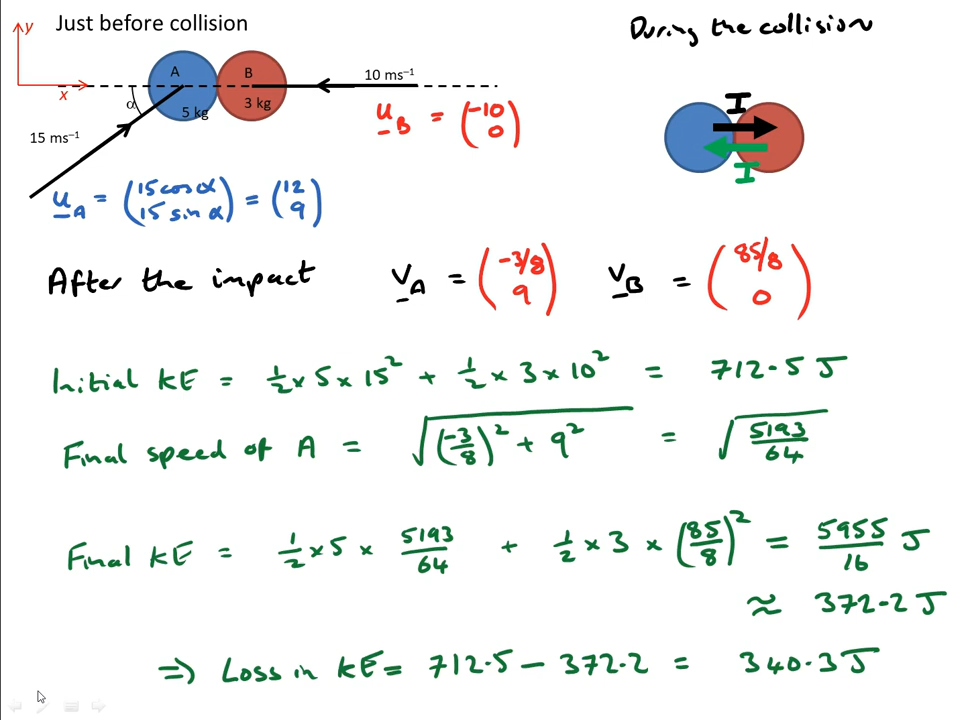 Just before collision
During the collision
y
x
A
B
α
5 kg
3 kg
10 ms⁻¹
15 ms⁻¹
u_B = (-10 0)
I
I
u_A = (15cosα 15 sin α) = (12 9)
After the impact v_A = (-3/8 9) v_B = (85/8 0)
Initial KE = 1/2 × 5 × 15² + 1/2 × 3 × 10² = 712.5 J
Final speed of A = √((-3/8)² + 9²) = √(5193/64)
Final KE = 1/2 × 5 × 5193/64 + 1/2 × 3 × (85/8)² = 5955/16 J
≈ 372.2 J
⇒ Loss in KE = 712.5 − 372.2 = 340.3 J